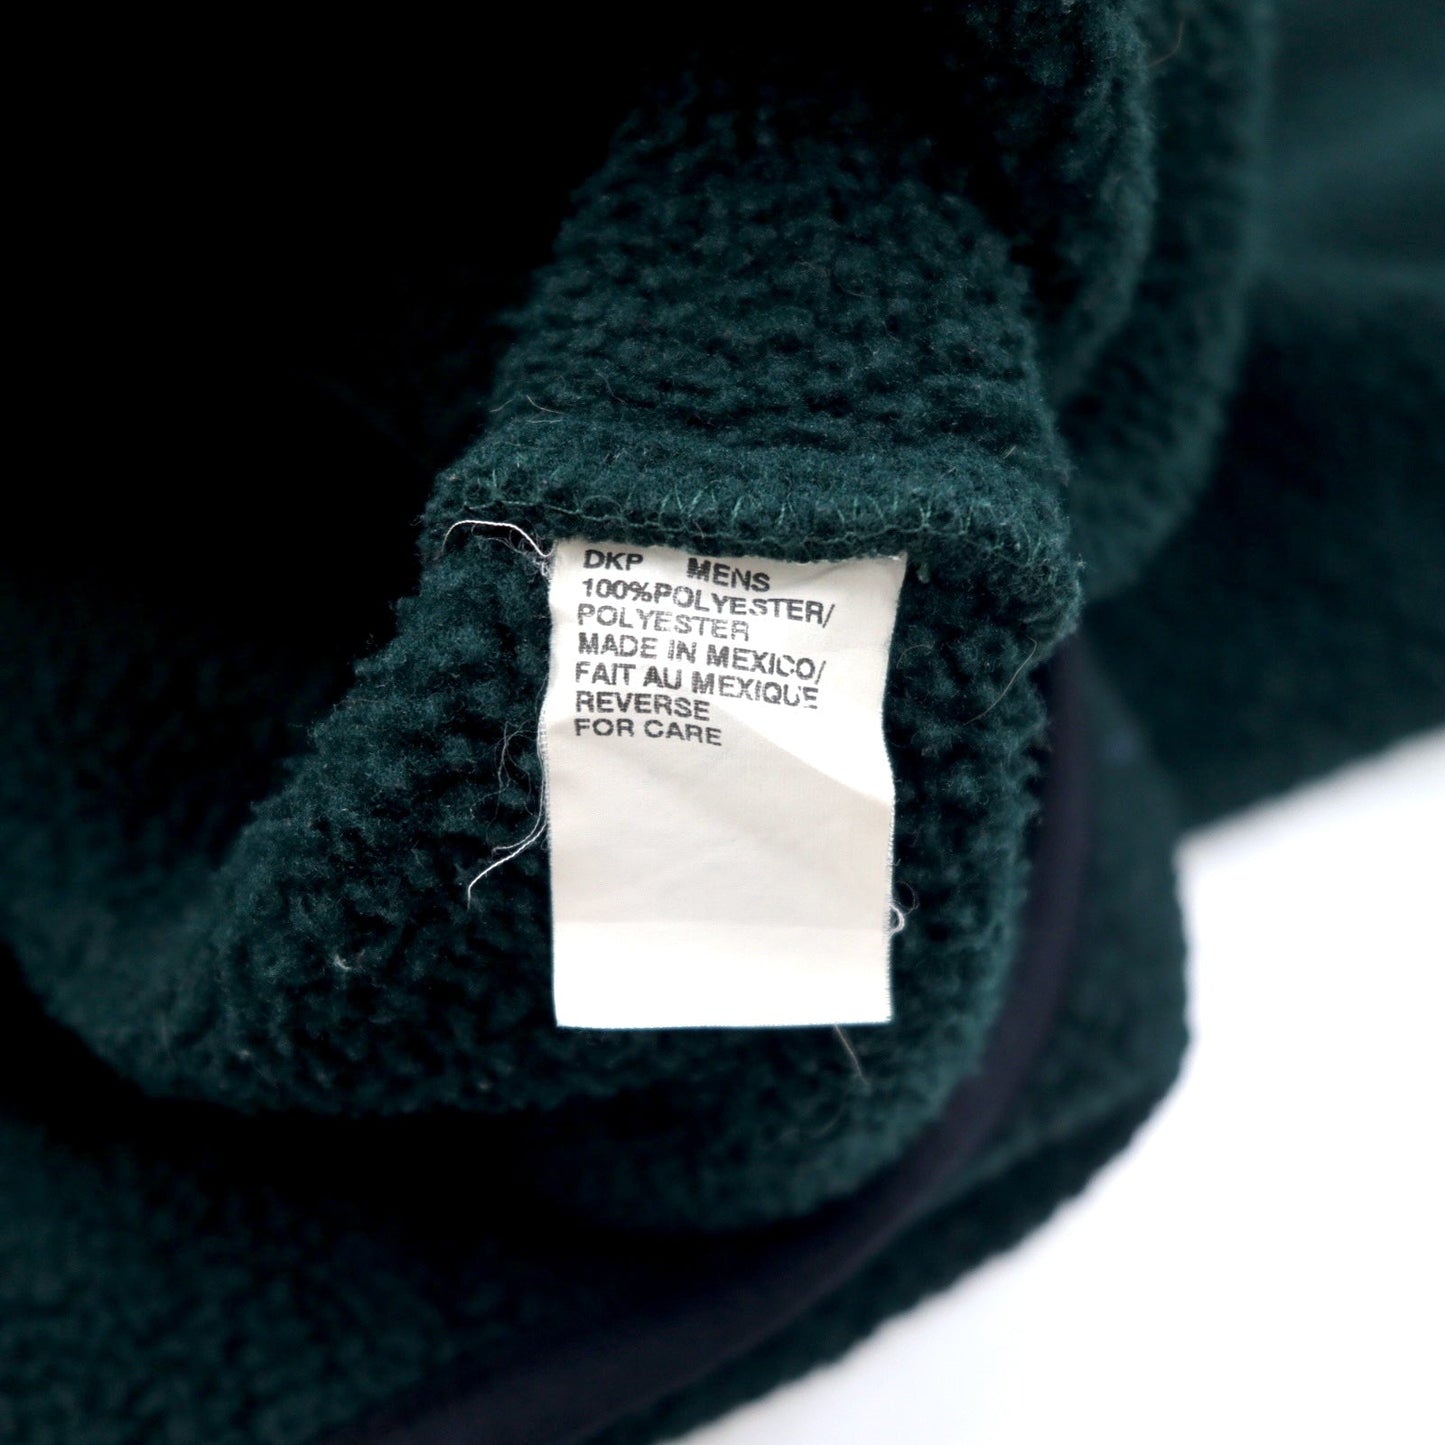 DKP MENS
100%POLYESTER/
POLYESTER
MADE IN MEXICO/
FAIT AU MEXIQUE
REVERSE
FOR CARE